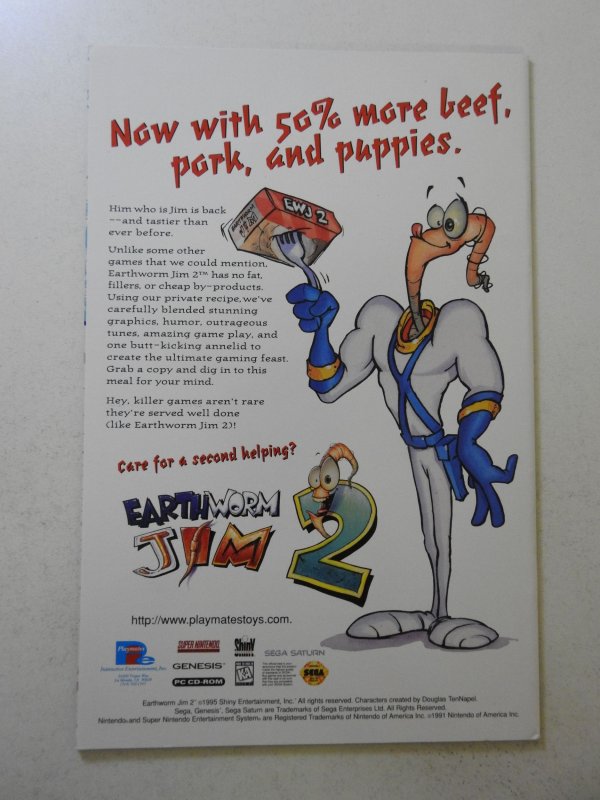 Now with 50% more beef,
pork, and puppies.
Him who is Jim is back
--and tastier than
ever before.
EWJ 2
Unlike some other
games that we could mention,
Earthworm Jim 2™ has no fat,
fillers, or cheap by-products.
Using our private recipe, we've
carefully blended stunning
graphics, humor, outrageous
tunes, amazing game play, and
one butt-kicking annelid to
create the ultimate gaming feast.
Grab a copy and dig in to this
meal for your mind.
Hey, killer games aren't rare
they're served well done
(like Earthworm Jim 2)!
Care for a second helping?
EARTHWORM
JIM 2
http://www.playmatestoys.com.
Playmates
Interactive Entertainment, Inc.
SUPER NINTENDO
GENESIS
PC CD-ROM
Shiny
KA
SEGA SATURN
SEGA
Earthworm Jim 2" ©1995 Shiny Entertainment, Inc." All rights reserved. Characters created by Douglas TenNapel.
Sega, Genesis, Sega Saturn are Trademarks of Sega Enterprises Ltd. All Rights Reserved.
Nintendo and Super Nintendo Entertainment System are Registered Trademarks of Nintendo of America Inc. ©1991 Nintendo of America Inc.